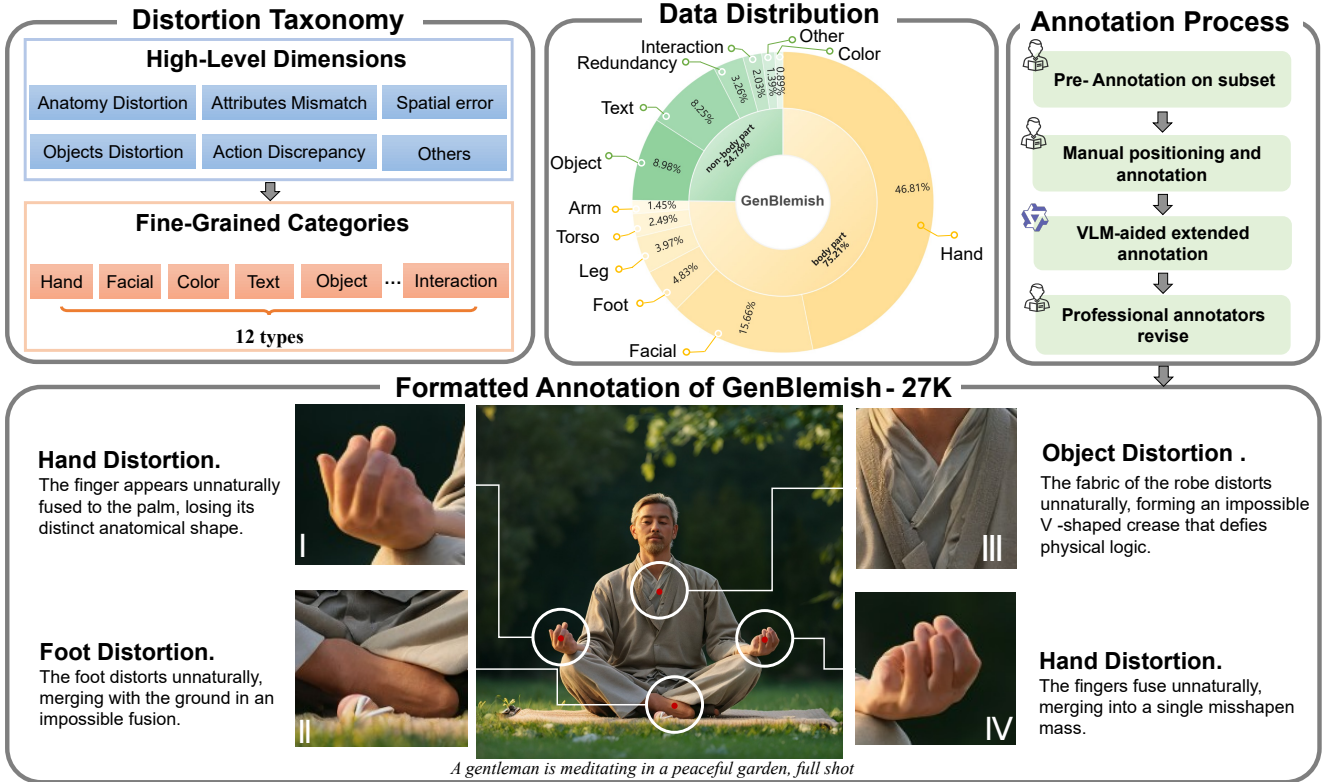 Distortion Taxonomy
High-Level Dimensions
Anatomy Distortion
Attributes Mismatch
Spatial error
Objects Distortion
Action Discrepancy
Others
Fine-Grained Categories
Hand
Facial
Color
Text
Object
...
Interaction
12 types
Data Distribution
Other
Color
Interaction
Redundancy
Text
Object
Arm
Torso
Leg
Foot
Facial
Hand
0.89%
1.39%
2.03%
3.26%
8.25%
8.98%
1.45%
2.49%
3.97%
4.83%
15.66%
46.81%
non-body part
24.79%
GenBlemish
body part
75.21%
Annotation Process
Pre- Annotation on subset
Manual positioning and
annotation
VLM-aided extended
annotation
Professional annotators
revise
Formatted Annotation of GenBlemish - 27K
Hand Distortion.
The finger appears unnaturally
fused to the palm, losing its
distinct anatomical shape.
I
Foot Distortion.
The foot distorts unnaturally,
merging with the ground in an
impossible fusion.
II
III
Object Distortion .
The fabric of the robe distorts
unnaturally, forming an impossible
V -shaped crease that defies
physical logic.
IV
Hand Distortion.
The fingers fuse unnaturally,
merging into a single misshapen
mass.
A gentleman is meditating in a peaceful garden, full shot